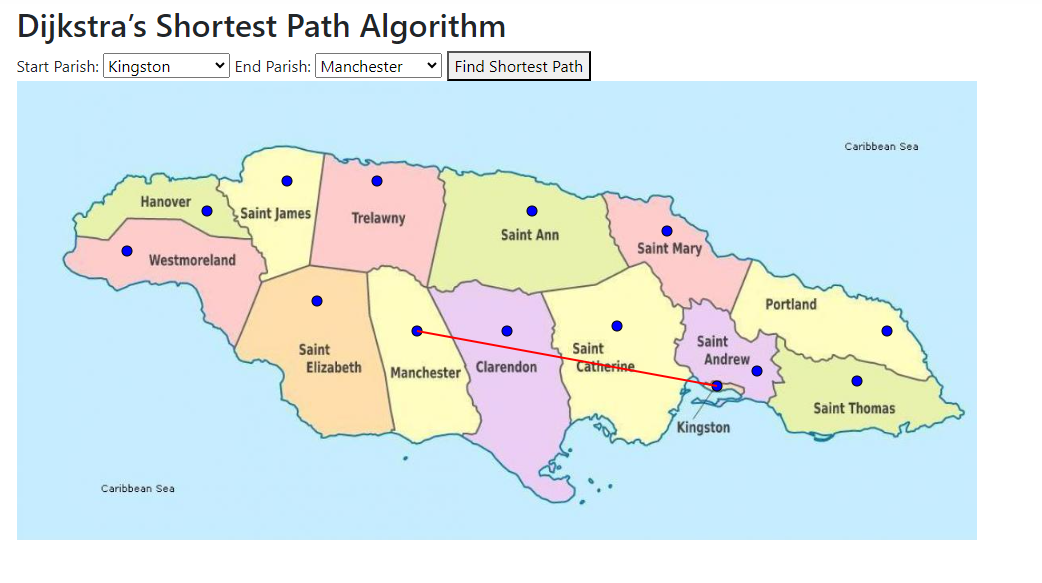 Dijkstra’s Shortest Path Algorithm
Start Parish: Kingston End Parish: Manchester Find Shortest Path
Caribbean Sea
Hanover
Saint James
Trelawny
Saint Ann
Saint Mary
Westmoreland
Portland
Saint
Elizabeth
Manchester
Clarendon
Saint
Catherine
Saint
Andrew
Saint Thomas
Kingston
Caribbean Sea